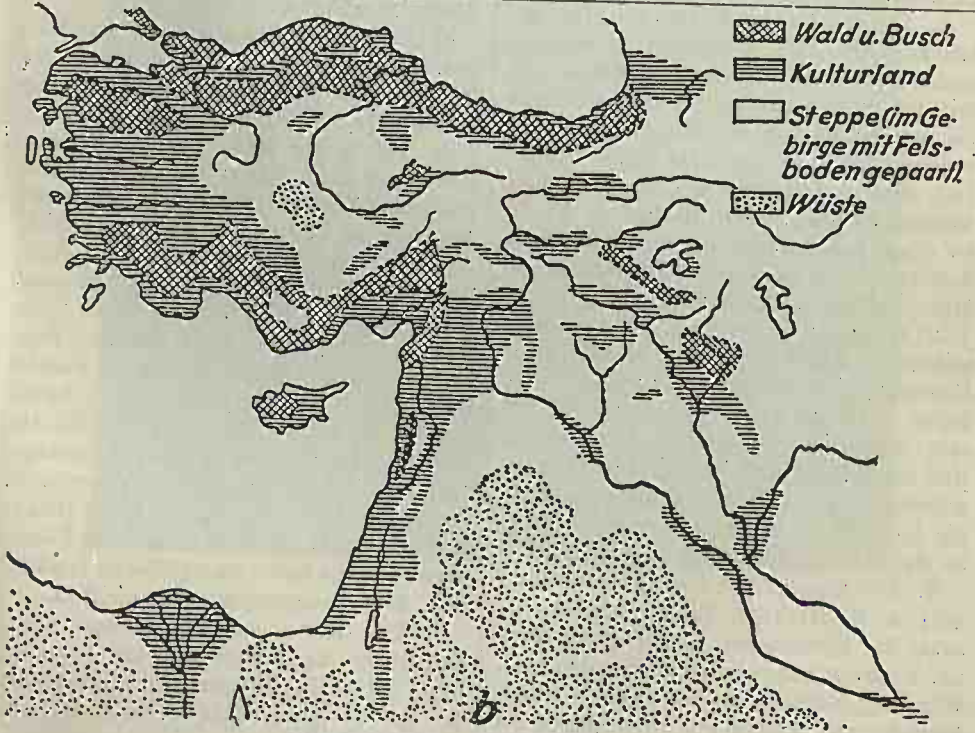 Wald u. Busch
Kulturland
Steppe (im Ge-
birge mit Fels-
boden gepaart).
Wüste
b